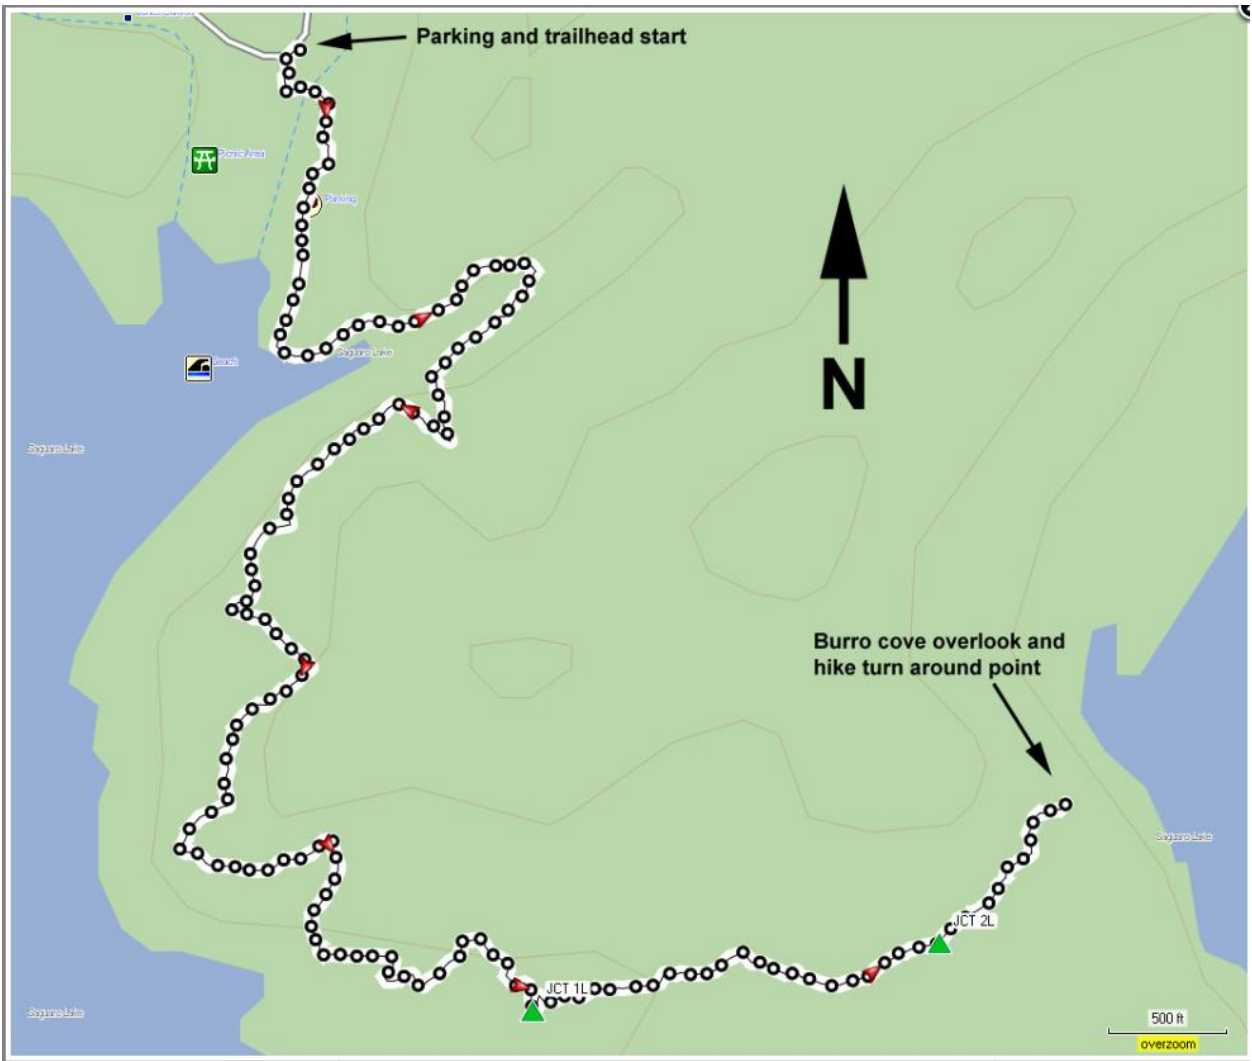 Parking and trailhead start
Picnic Area
Parking
Saguaro Lake
Beach
N
Saguaro Lake
Burro cove overlook and
hike turn around point
Saguaro Lake
JCT 2L
JCT 1L
Saguaro Lake
500 ft
overzoom